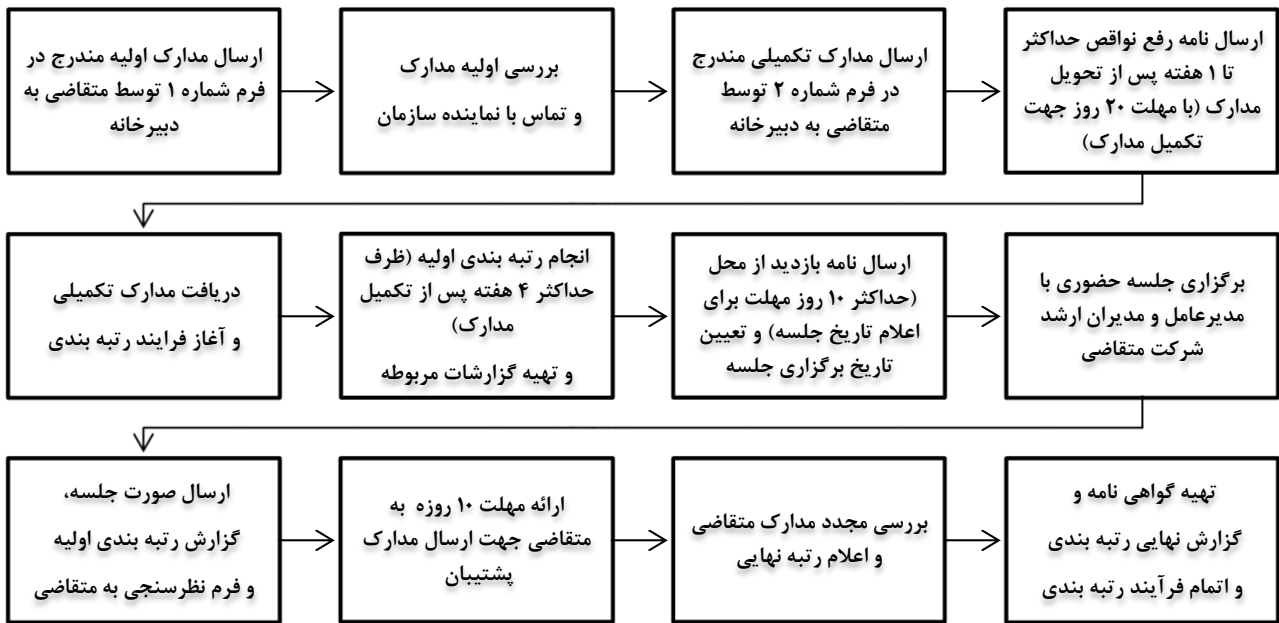 ارسال مدارک اولیه مندرج در
فرم شماره ۱ توسط متقاضی به
دبیرخانه
بررسی اولیه مدارک
و تماس با نماینده سازمان
ارسال مدارک تکمیلی مندرج
در فرم شماره ۲ توسط
متقاضی به دبیرخانه
ارسال نامه رفع نواقص حداکثر
تا ۱ هفته پس از تحویل
مدارک (با مهلت ۲۰ روز جهت
تکمیل مدارک)
دریافت مدارک تکمیلی
و آغاز فرایند رتبه بندی
انجام رتبه بندی اولیه (ظرف
حداکثر ۴ هفته پس از تکمیل
مدارک)
و تهیه گزارشات مربوطه
ارسال نامه بازدید از محل
(حداکثر ۱۰ روز مهلت برای
اعلام تاریخ جلسه) و تعیین
تاریخ برگزاری جلسه
برگزاری جلسه حضوری با
مدیرعامل و مدیران ارشد
شرکت متقاضی
ارسال صورت جلسه،
گزارش رتبه بندی اولیه
و فرم نظرسنجی به متقاضی
ارائه مهلت ۱۰ روزه به
متقاضی جهت ارسال مدارک
پشتیبان
بررسی مجدد مدارک متقاضی
و اعلام رتبه نهایی
تهیه گواهی نامه و
گزارش نهایی رتبه بندی
و اتمام فرآیند رتبه بندی